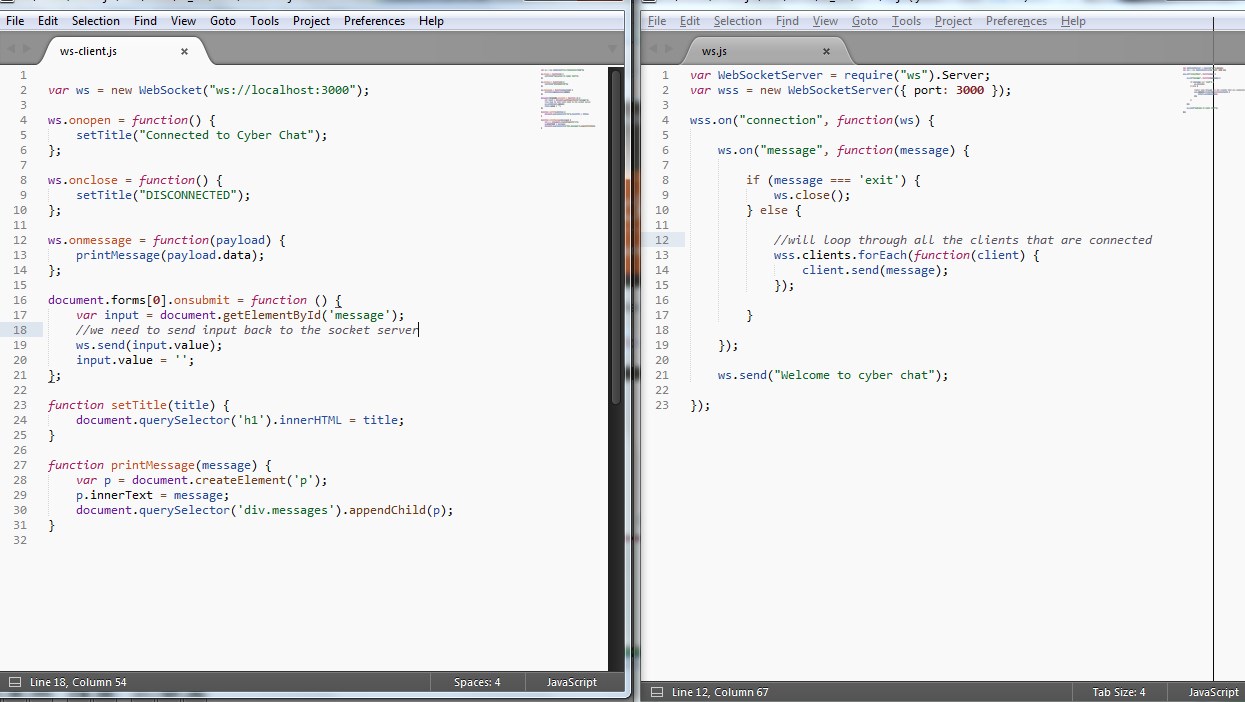 File Edit Selection Find View Goto Tools Project Preferences Help
ws-client.js ×
1
2 var ws = new WebSocket("ws://localhost:3000");
3
4 ws.onopen = function() {
5     setTitle("Connected to Cyber Chat");
6 };
7
8 ws.onclose = function() {
9     setTitle("DISCONNECTED");
10 };
11
12 ws.onmessage = function(payload) {
13     printMessage(payload.data);
14 };
15
16 document.forms[0].onsubmit = function () {
17     var input = document.getElementById('message');
18     //we need to send input back to the socket server
19     ws.send(input.value);
20     input.value = '';
21 };
22
23 function setTitle(title) {
24     document.querySelector('h1').innerHTML = title;
25 }
26
27 function printMessage(message) {
28     var p = document.createElement('p');
29     p.innerText = message;
30     document.querySelector('div.messages').appendChild(p);
31 }
32
Line 18, Column 54 Spaces: 4 JavaScript
File Edit Selection Find View Goto Tools Project Preferences Help
ws.js ×
1 var WebSocketServer = require("ws").Server;
2 var wss = new WebSocketServer({ port: 3000 });
3
4 wss.on("connection", function(ws) {
5
6     ws.on("message", function(message) {
7
8         if (message === 'exit') {
9             ws.close();
10         } else {
11
12             //will loop through all the clients that are connected
13             wss.clients.forEach(function(client) {
14                 client.send(message);
15             });
16
17         }
18
19     });
20
21     ws.send("Welcome to cyber chat");
22
23 });
Line 12, Column 67 Tab Size: 4 JavaScript